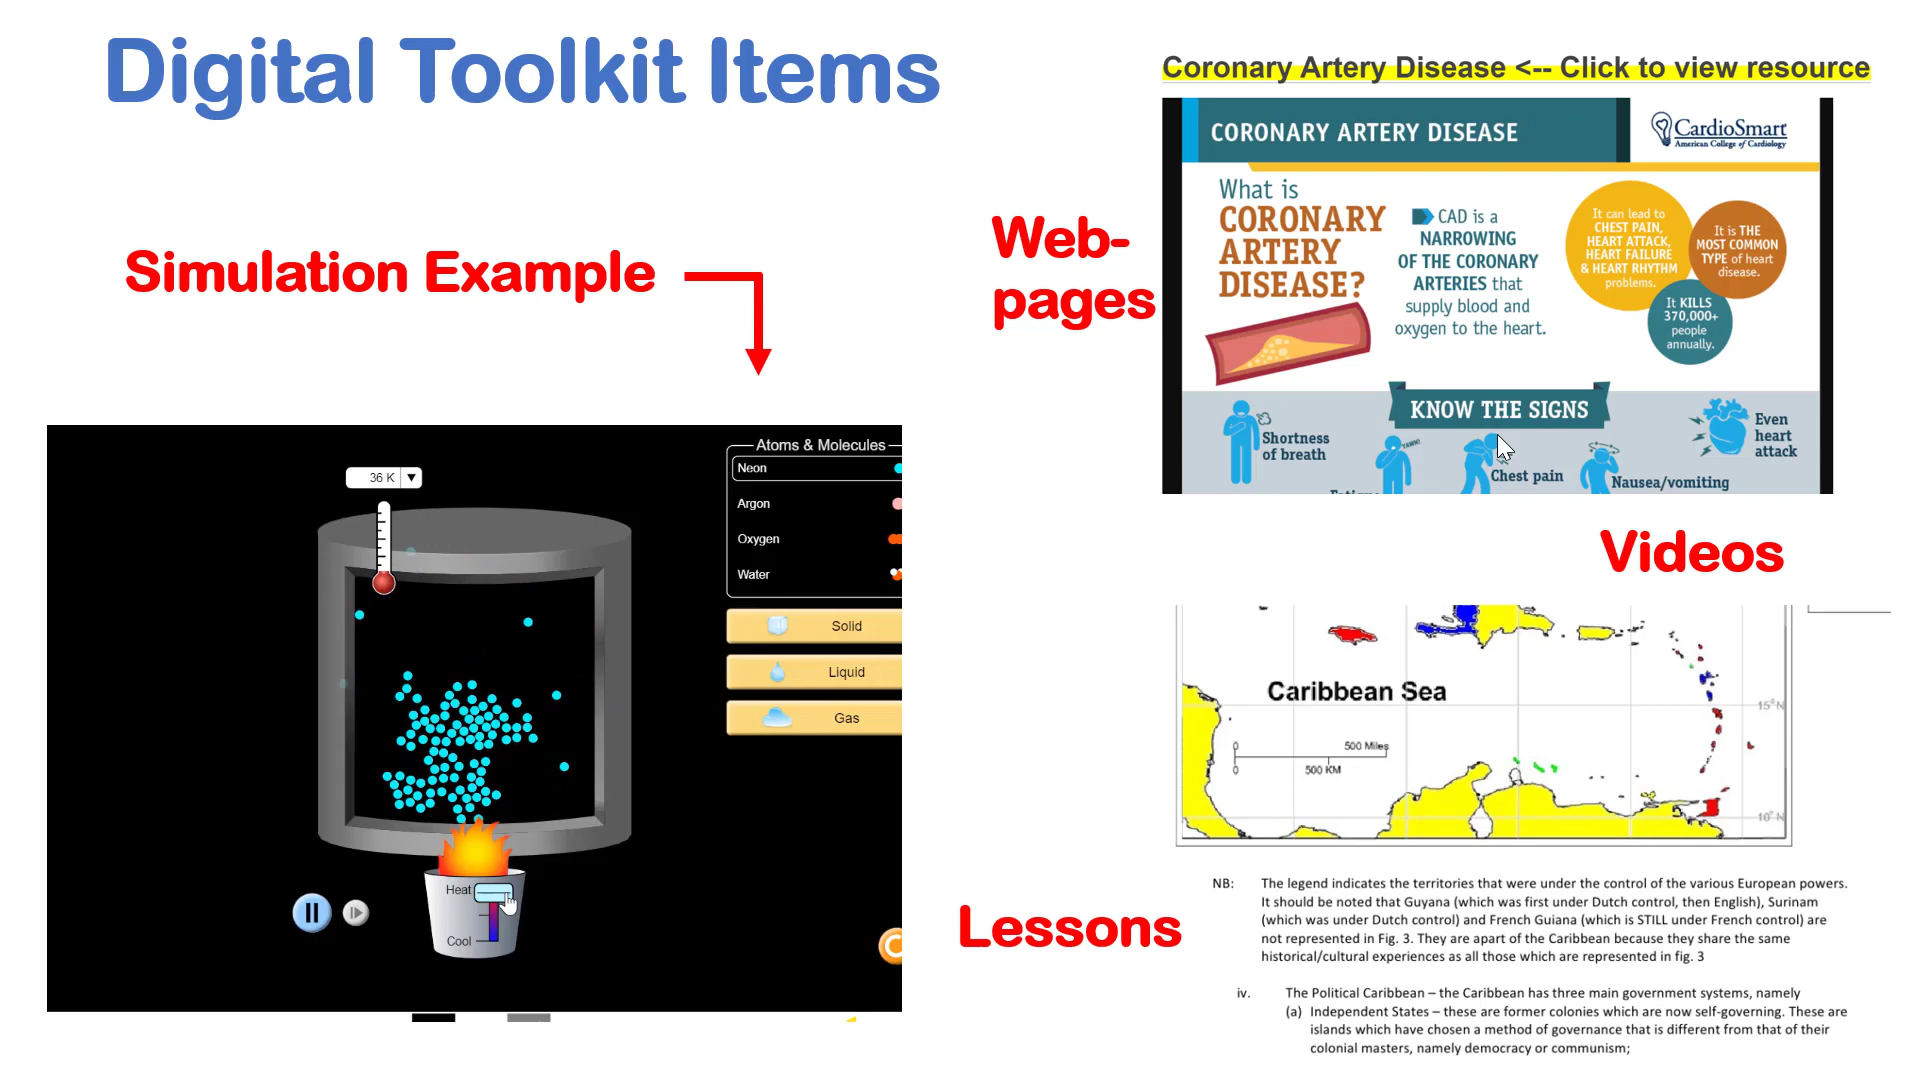 Digital Toolkit Items
Simulation Example
Atoms & Molecules
Neon
Argon
Oxygen
Water
Solid
Liquid
Gas
36 K
Heat
Cool
Web-
pages
Coronary Artery Disease <-- Click to view resource
CORONARY ARTERY DISEASE
CardioSmart
American College of Cardiology
What is
CORONARY
ARTERY
DISEASE?
CAD is a
NARROWING
OF THE CORONARY
ARTERIES that
supply blood and
oxygen to the heart.
It can lead to
CHEST PAIN,
HEART ATTACK,
HEART FAILURE
& HEART RHYTHM
problems.
It is THE
MOST COMMON
TYPE of heart
disease.
It KILLS
370,000+
people
annually.
KNOW THE SIGNS
Shortness
of breath
YAWN!
Fatigue
Chest pain
Nausea/vomiting
Even
heart
attack
Videos
Caribbean Sea
0 500 Miles
0 500 KM
15°N
10°N
Lessons
NB: The legend indicates the territories that were under the control of the various European powers.
It should be noted that Guyana (which was first under Dutch control, then English), Surinam
(which was under Dutch control) and French Guiana (which is STILL under French control) are
not represented in Fig. 3. They are apart of the Caribbean because they share the same
historical/cultural experiences as all those which are represented in fig. 3
iv. The Political Caribbean – the Caribbean has three main government systems, namely
(a) Independent States – these are former colonies which are now self-governing. These are
islands which have chosen a method of governance that is different from that of their
colonial masters, namely democracy or communism;